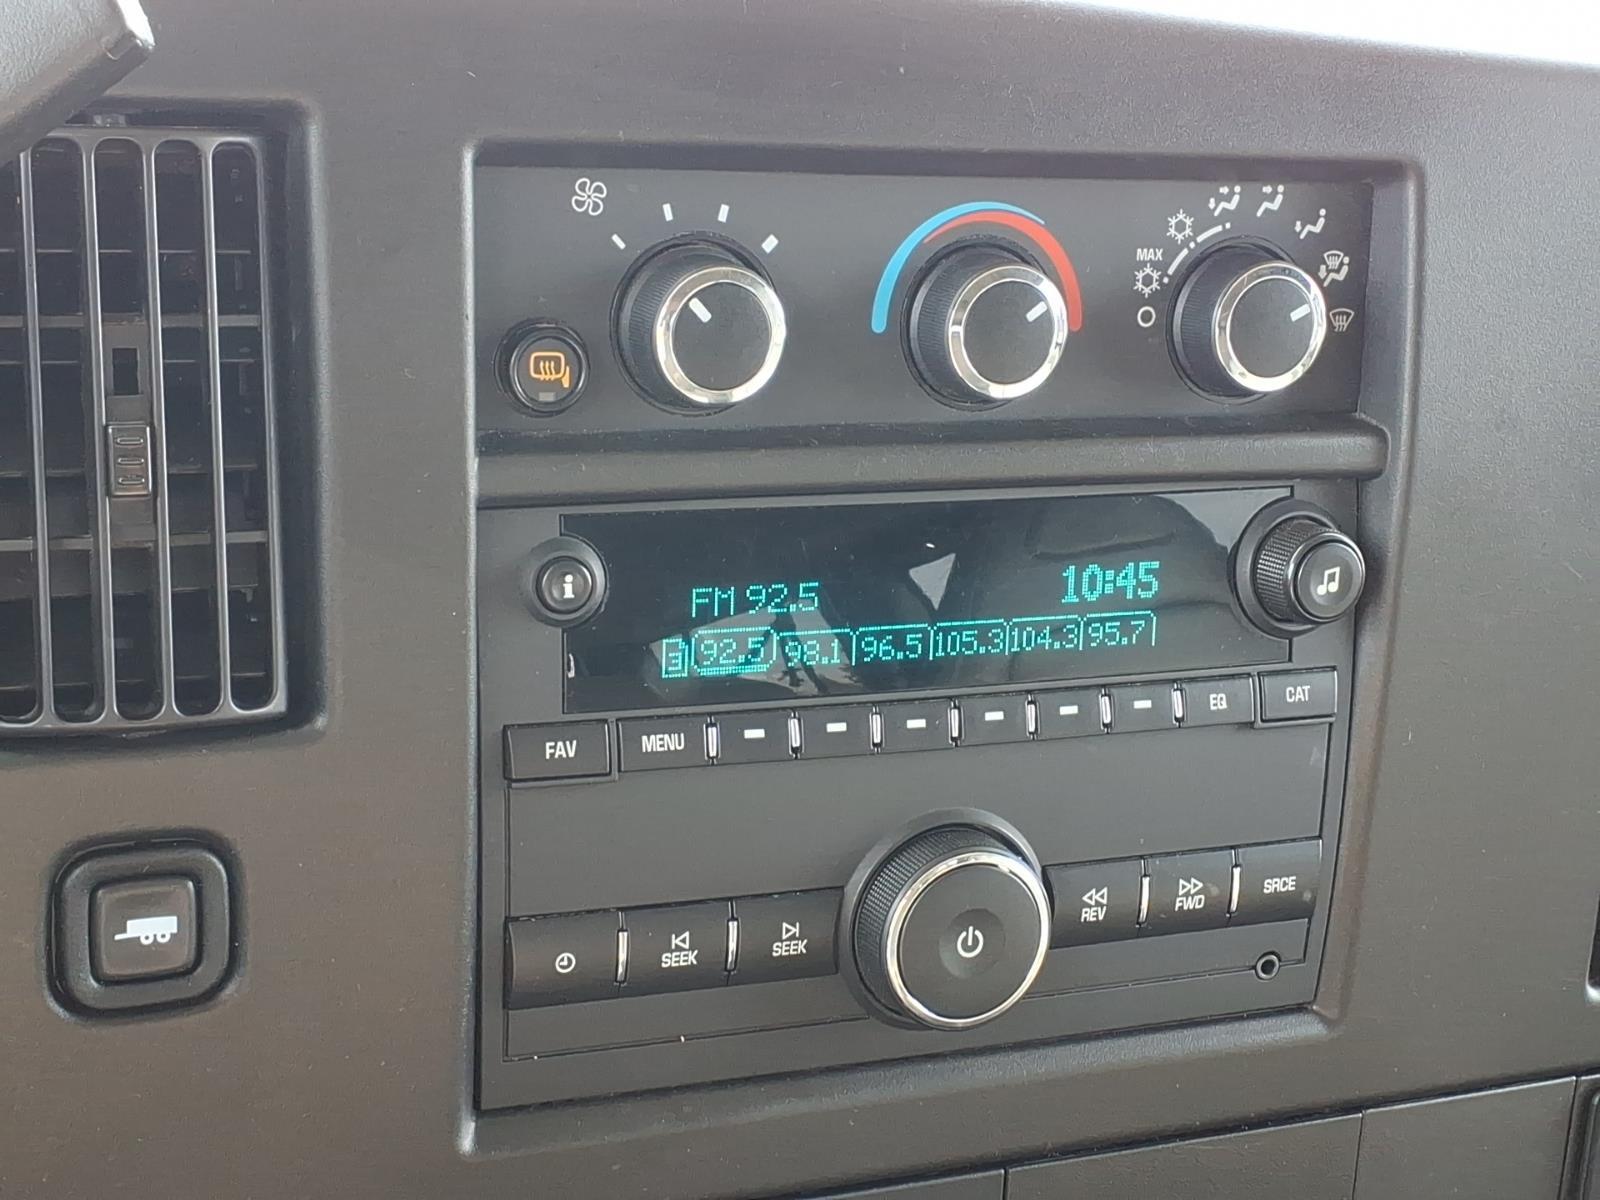 MAX
i
FM 92.5 10:45
3 92.5 98.1 96.5 105.3 104.3 95.7
FAV MENU EQ CAT
SEEK SEEK REV FWD SRCE